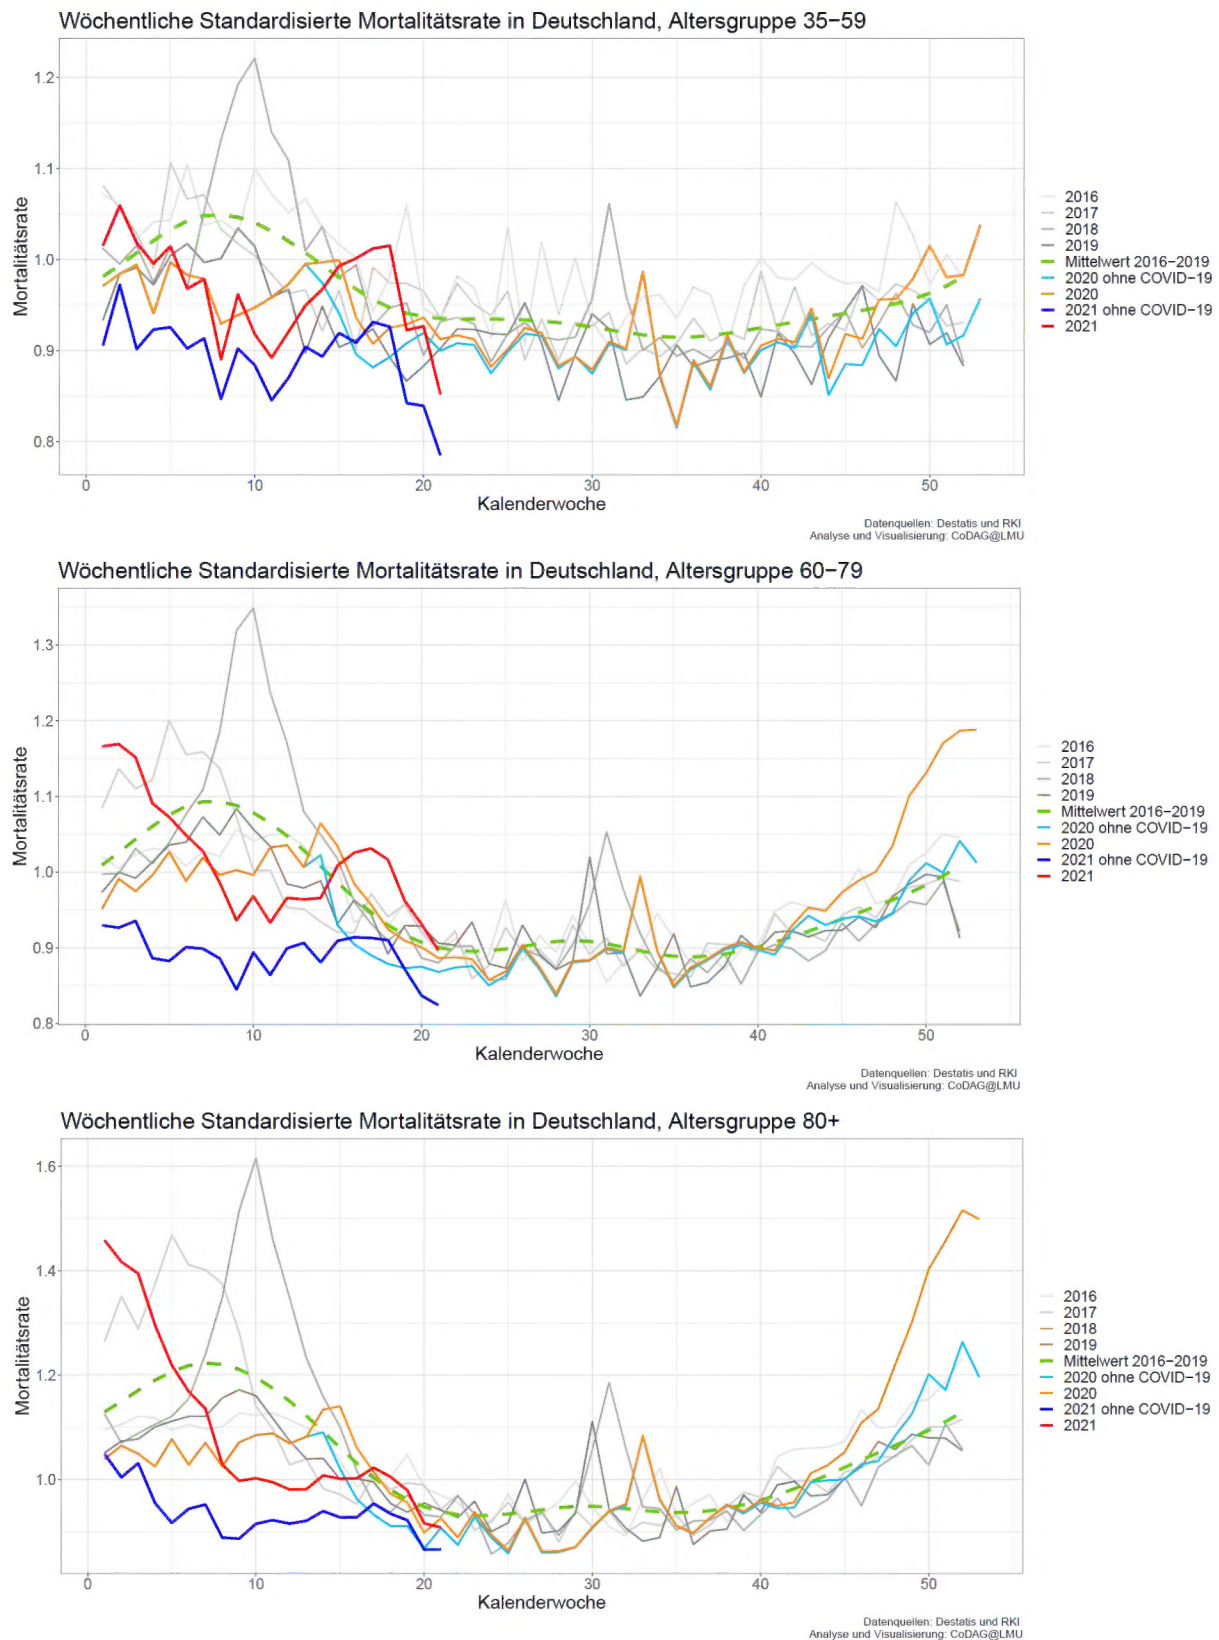 Wöchentliche Standardisierte Mortalitätsrate in Deutschland, Altersgruppe 35−59
Mortalitätsrate
1.2
1.1
1.0
0.9
0.8
0
10
20
30
40
50
Kalenderwoche
2016
2017
2018
2019
Mittelwert 2016−2019
2020 ohne COVID−19
2020
2021 ohne COVID−19
2021
Datenquellen: Destatis und RKI
Analyse und Visualisierung: CoDAG@LMU
Wöchentliche Standardisierte Mortalitätsrate in Deutschland, Altersgruppe 60−79
Mortalitätsrate
1.3
1.2
1.1
1.0
0.9
0.8
0
10
20
30
40
50
Kalenderwoche
2016
2017
2018
2019
Mittelwert 2016−2019
2020 ohne COVID−19
2020
2021 ohne COVID−19
2021
Datenquellen: Destatis und RKI
Analyse und Visualisierung: CoDAG@LMU
Wöchentliche Standardisierte Mortalitätsrate in Deutschland, Altersgruppe 80+
Mortalitätsrate
1.6
1.4
1.2
1.0
0
10
20
30
40
50
Kalenderwoche
2016
2017
2018
2019
Mittelwert 2016−2019
2020 ohne COVID−19
2020
2021 ohne COVID−19
2021
Datenquellen: Destatis und RKI
Analyse und Visualisierung: CoDAG@LMU